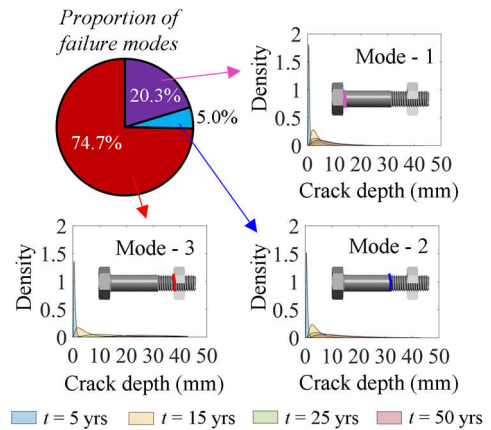 Proportion of
failure modes
20.3%
5.0%
74.7%
2
1.5
1
0.5
0
Density
Mode - 1
0 10 20 30 40 50
Crack depth (mm)
2
1.5
1
0.5
0
Density
Mode - 3
0 10 20 30 40 50
Crack depth (mm)
2
1.5
1
0.5
0
Density
Mode - 2
0 10 20 30 40 50
Crack depth (mm)
t = 5 yrs t = 15 yrs t = 25 yrs t = 50 yrs